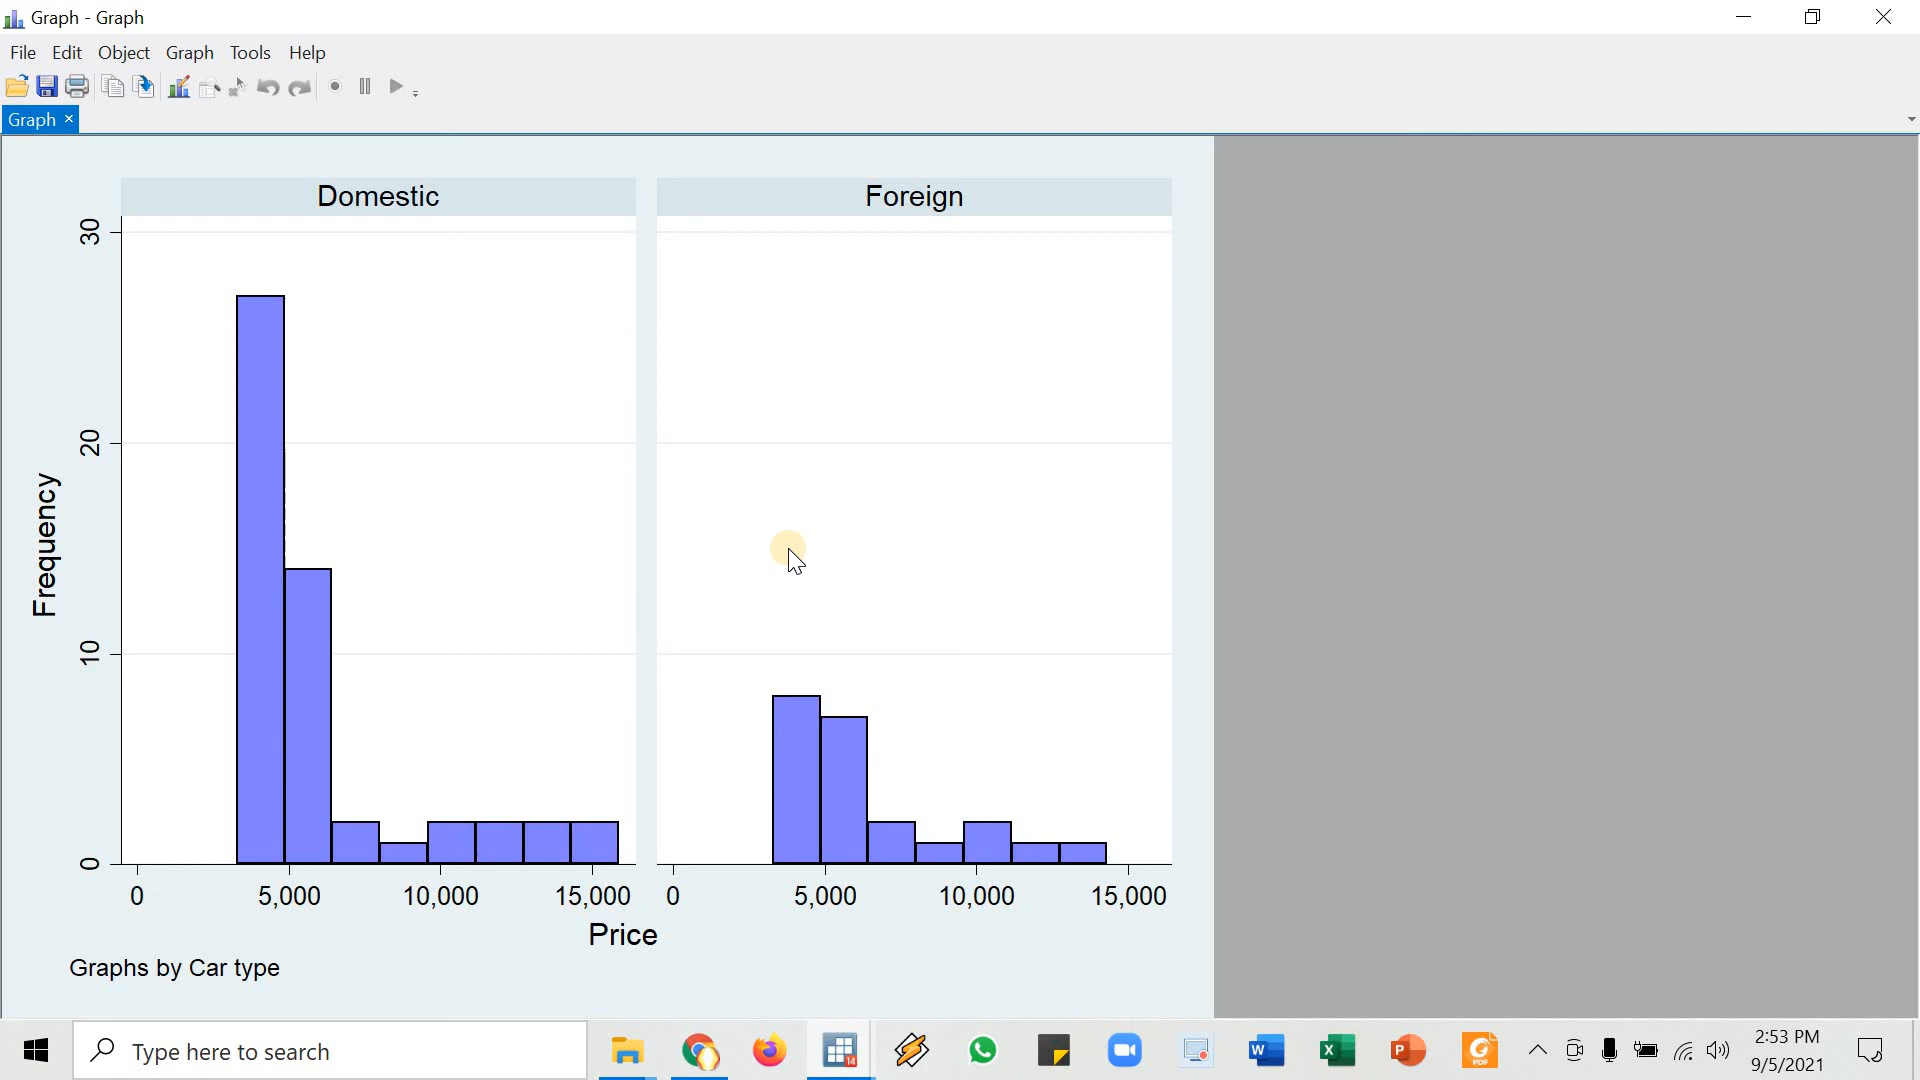 Graph - Graph
File Edit Object Graph Tools Help
Graph
Domestic
Foreign
30
20
10
0
Frequency
0 5,000 10,000 15,000
0 5,000 10,000 15,000
Price
Graphs by Car type
Type here to search
14
W
X
P
PDF
2:53 PM
9/5/2021